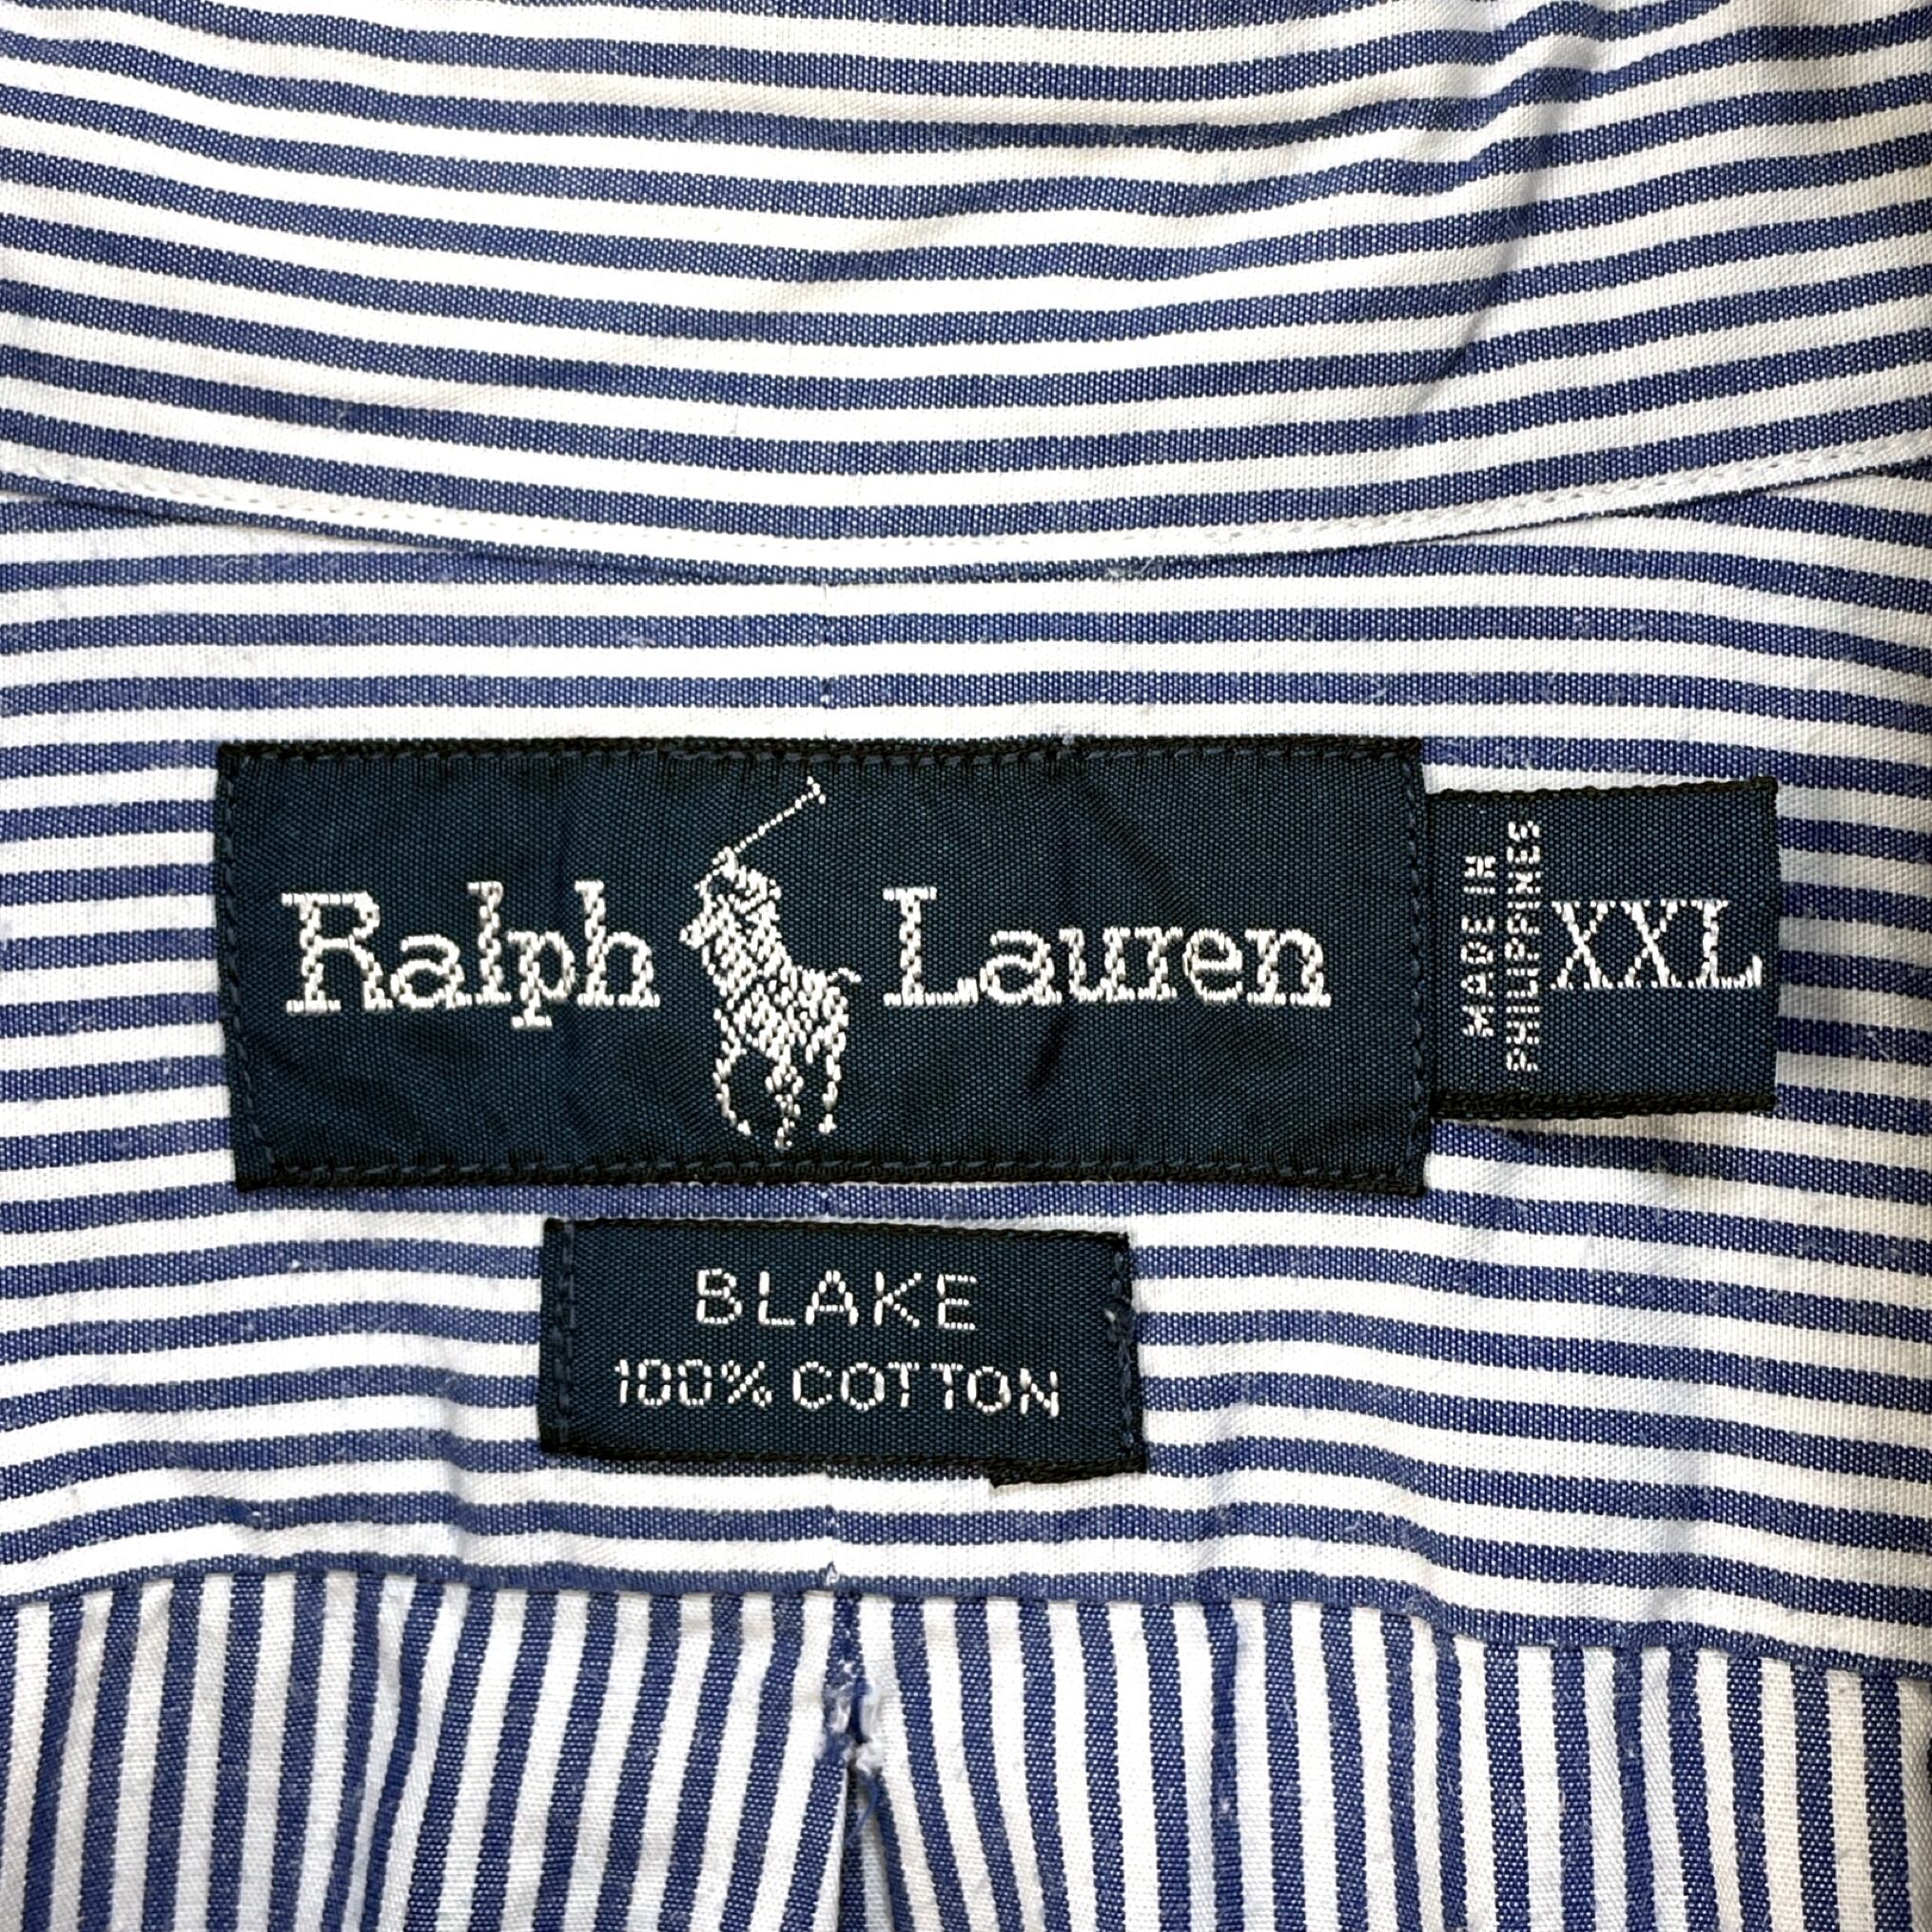 Ralph Lauren
MADE IN
PHILIPPINES
XXL
BLAKE
100% COTTON